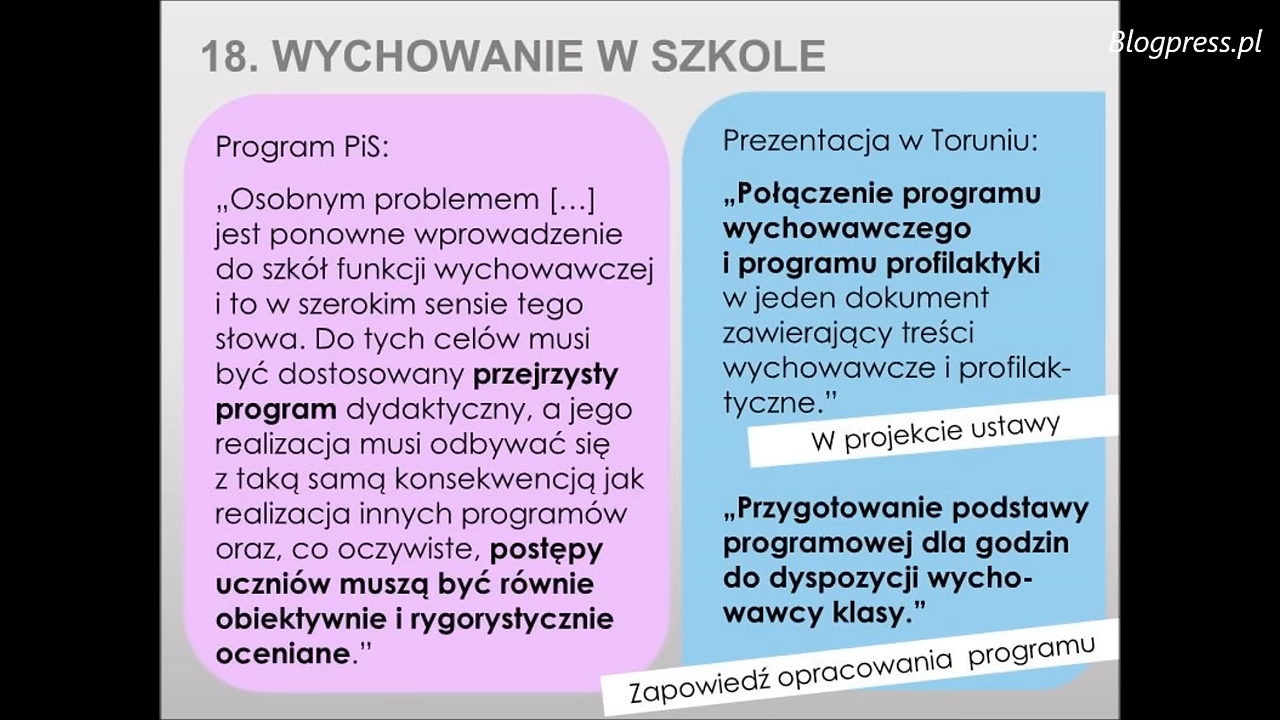 Blogpress.pl
18. WYCHOWANIE W SZKOLE
Program PiS:
„Osobnym problemem [...]
jest ponowne wprowadzenie
do szkół funkcji wychowawczej
i to w szerokim sensie tego
słowa. Do tych celów musi
być dostosowany przejrzysty
program dydaktyczny, a jego
realizacja musi odbywać się
z taką samą konsekwencją jak
realizacja innych programów
oraz, co oczywiste, postępy
uczniów muszą być równie
obiektywnie i rygorystycznie
oceniane.”
Prezentacja w Toruniu:
„Połączenie programu
wychowawczego
i programu profilaktyki
w jeden dokument
zawierający treści
wychowawcze i profilak-
tyczne.”
W projekcie ustawy
„Przygotowanie podstawy
programowej dla godzin
do dyspozycji wycho-
wawcy klasy.”
Zapowiedź opracowania programu